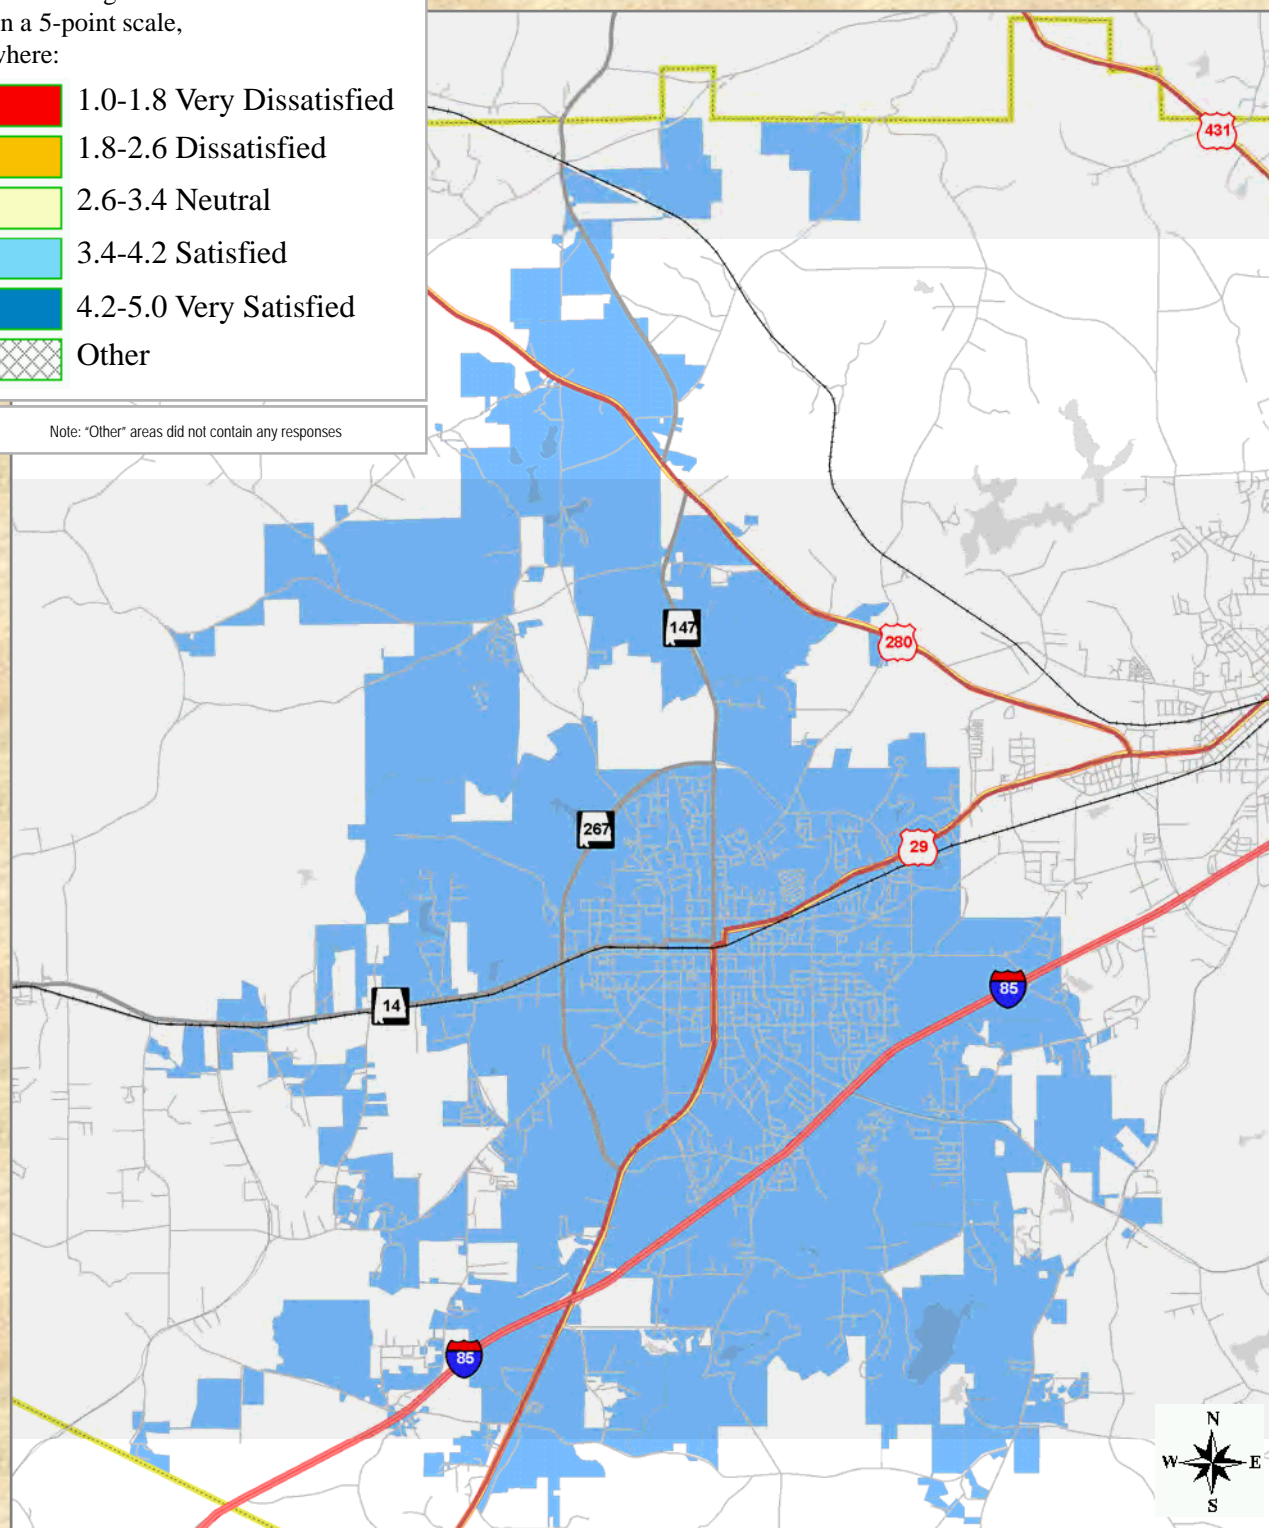 n a 5-point scale,
where:
1.0-1.8 Very Dissatisfied
1.8-2.6 Dissatisfied
2.6-3.4 Neutral
3.4-4.2 Satisfied
4.2-5.0 Very Satisfied
Other
Note: "Other" areas did not contain any responses
431
147
280
267
29
85
14
85
N
W E
S